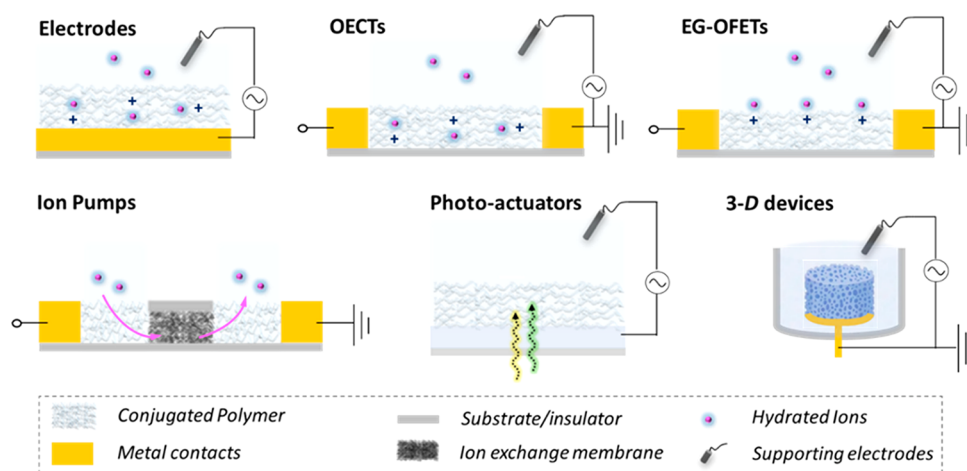 Electrodes
OECTs
EG-OFETs
Ion Pumps
Photo-actuators
3-D devices
Conjugated Polymer
Substrate/insulator
Hydrated Ions
Metal contacts
Ion exchange membrane
Supporting electrodes